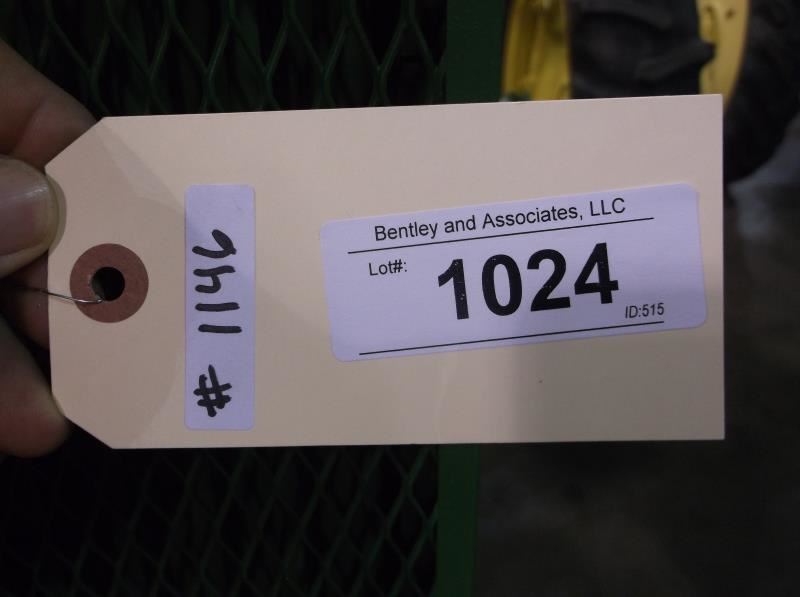 # 1146
Bentley and Associates, LLC
Lot#:
1024
ID:515